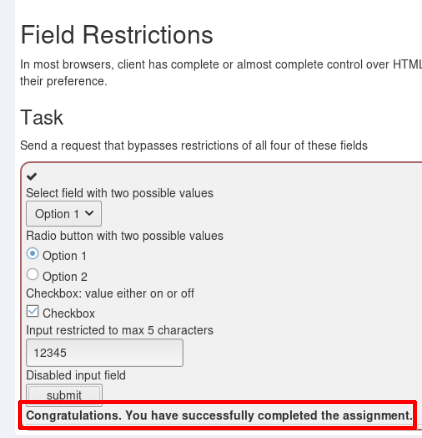 Field Restrictions
In most browsers, client has complete or almost complete control over HTML
their preference.
Task
Send a request that bypasses restrictions of all four of these fields
Select field with two possible values
Option 1
Radio button with two possible values
Option 1
Option 2
Checkbox: value either on or off
Checkbox
Input restricted to max 5 characters
12345
Disabled input field
submit
Congratulations. You have successfully completed the assignment.